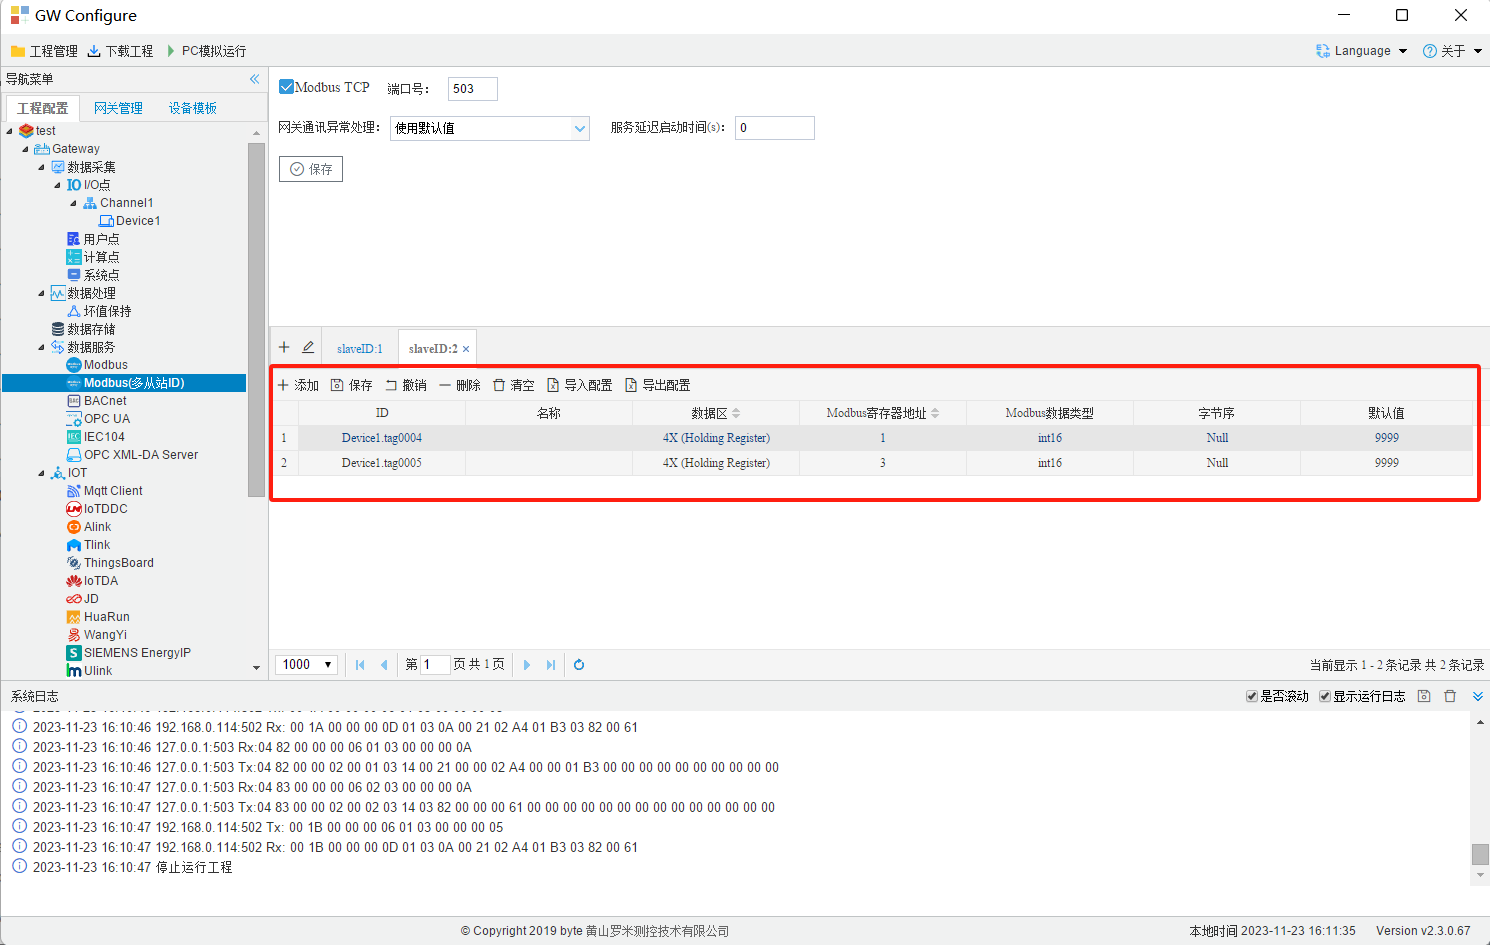 GW Configure
工程管理 下载工程 PC模拟运行 Language 关于
导航菜单
工程配置 网关管理 设备模板
test
Gateway
数据采集
IO I/O点
Channel1
Device1
用户点
计算点
系统点
数据处理
坏值保持
数据存储
数据服务
Modbus
Modbus(多从站ID)
BACnet
OPC UA
IEC104
OPC XML-DA Server
IOT
Mqtt Client
IoTDDC
Alink
Tlink
ThingsBoard
IoTDA
JD
HuaRun
WangYi
SIEMENS EnergyIP
Ulink
Modbus TCP 端口号： 503
网关通讯异常处理： 使用默认值 服务延迟启动时间(s)： 0
保存
slaveID:1 slaveID:2 ×
添加 保存 撤销 删除 清空 导入配置 导出配置
ID 名称 数据区 Modbus寄存器地址 Modbus数据类型 字节序 默认值
1 Device1.tag0004 4X (Holding Register) 1 int16 Null 9999
2 Device1.tag0005 4X (Holding Register) 3 int16 Null 9999
1000 第 1 页 共 1 页 当前显示 1 - 2 条记录 共 2 条记录
系统日志 是否滚动 显示运行日志
2023-11-23 16:10:46 192.168.0.114:502 Rx: 00 1A 00 00 00 0D 01 03 0A 00 21 02 A4 01 B3 03 82 00 61
2023-11-23 16:10:46 127.0.0.1:503 Rx:04 82 00 00 00 06 01 03 00 00 00 0A
2023-11-23 16:10:46 127.0.0.1:503 Tx:04 82 00 00 02 00 01 03 14 00 21 00 00 02 A4 00 00 01 B3 00 00 00 00 00 00 00 00 00 00
2023-11-23 16:10:47 127.0.0.1:503 Rx:04 83 00 00 00 06 02 03 00 00 00 0A
2023-11-23 16:10:47 127.0.0.1:503 Tx:04 83 00 00 02 00 02 03 14 03 82 00 00 00 61 00 00 00 00 00 00 00 00 00 00 00 00 00 00
2023-11-23 16:10:47 192.168.0.114:502 Tx: 00 1B 00 00 00 06 01 03 00 00 00 05
2023-11-23 16:10:47 192.168.0.114:502 Rx: 00 1B 00 00 00 0D 01 03 0A 00 21 02 A4 01 B3 03 82 00 61
2023-11-23 16:10:47 停止运行工程
© Copyright 2019 byte 黄山罗米测控技术有限公司 本地时间 2023-11-23 16:11:35 Version v2.3.0.67